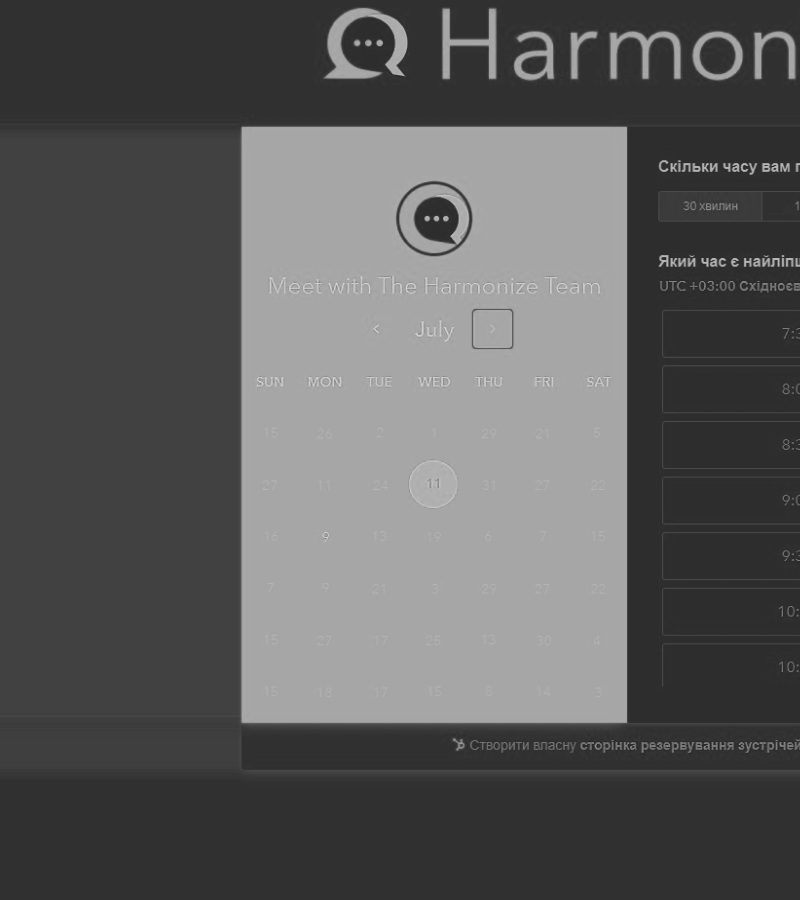 Harmon
Meet with The Harmonize Team
July
SUN MON TUE WED THU FRI SAT
15 26 2 1 29 21 5
27 11 24 11 31 27 22
16 9 13 19 6 7 15
7 9 21 3 29 27 22
15 27 17 25 13 30 4
15 18 17 15 8 14 3
Скільки часу вам п
30 хвилин 1
Який час є найліпш
UTC +03:00 Східноєв
7:3
8:0
8:3
9:0
9:3
10:
10:
Створити власну сторінка резервування зустрічей